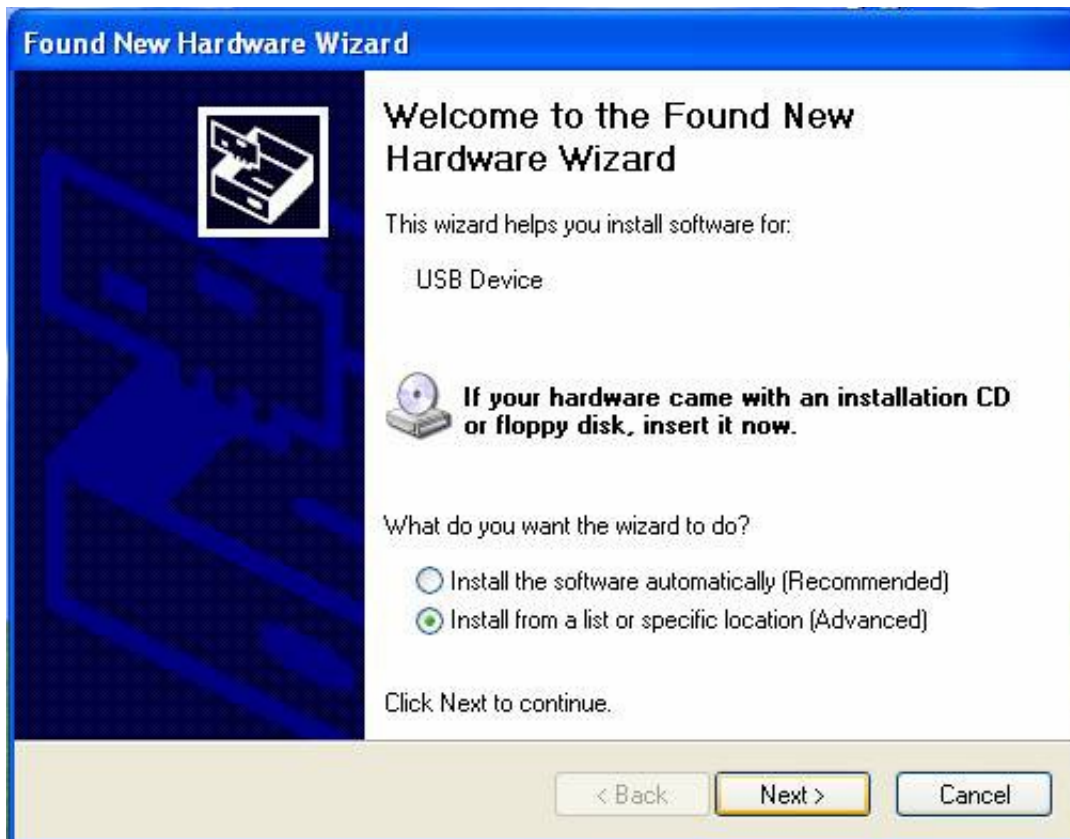 Found New Hardware Wizard
Welcome to the Found New
Hardware Wizard
This wizard helps you install software for:
USB Device
If your hardware came with an installation CD
or floppy disk, insert it now.
What do you want the wizard to do?
Install the software automatically (Recommended)
Install from a list or specific location (Advanced)
Click Next to continue.
< Back
Next >
Cancel